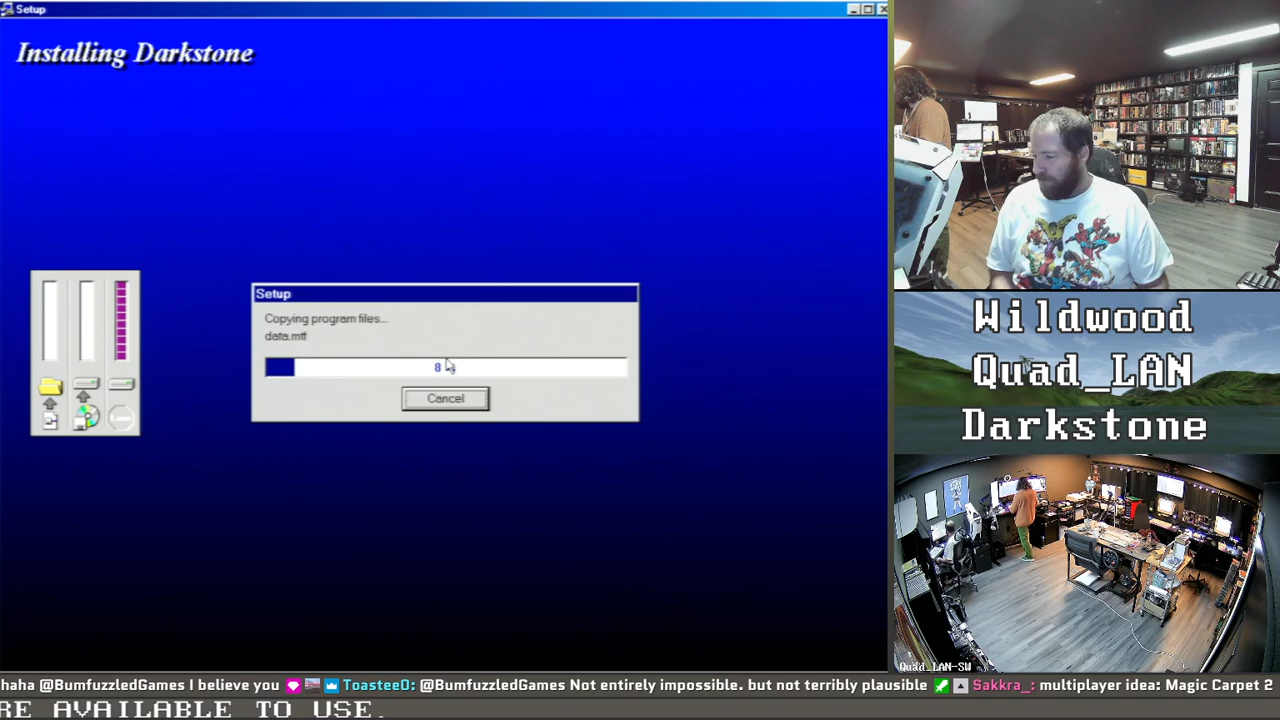 Setup
Installing Darkstone
Setup
Copying program files...
data.mtf
8
Cancel
Wildwood
Quad_LAN
Darkstone
Quad_LAN-SW
haha @BumfuzzledGames I believe you ToasteeO: @BumfuzzledGames Not entirely impossible. but not terribly plausible Sakkra_: multiplayer idea: Magic Carpet 2
RE AVAILABLE TO USE.